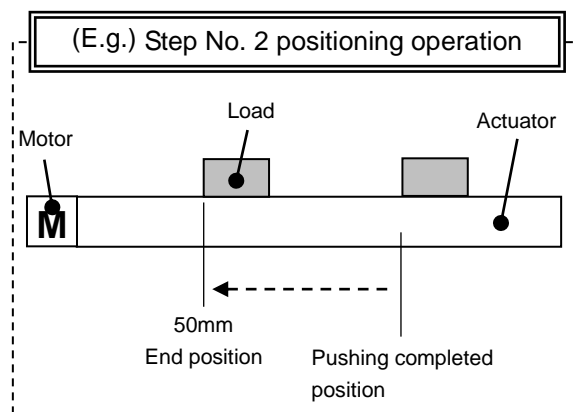 (E.g.) Step No. 2 positioning operation
Load
Actuator
Motor
M
50mm
End position
Pushing completed
position